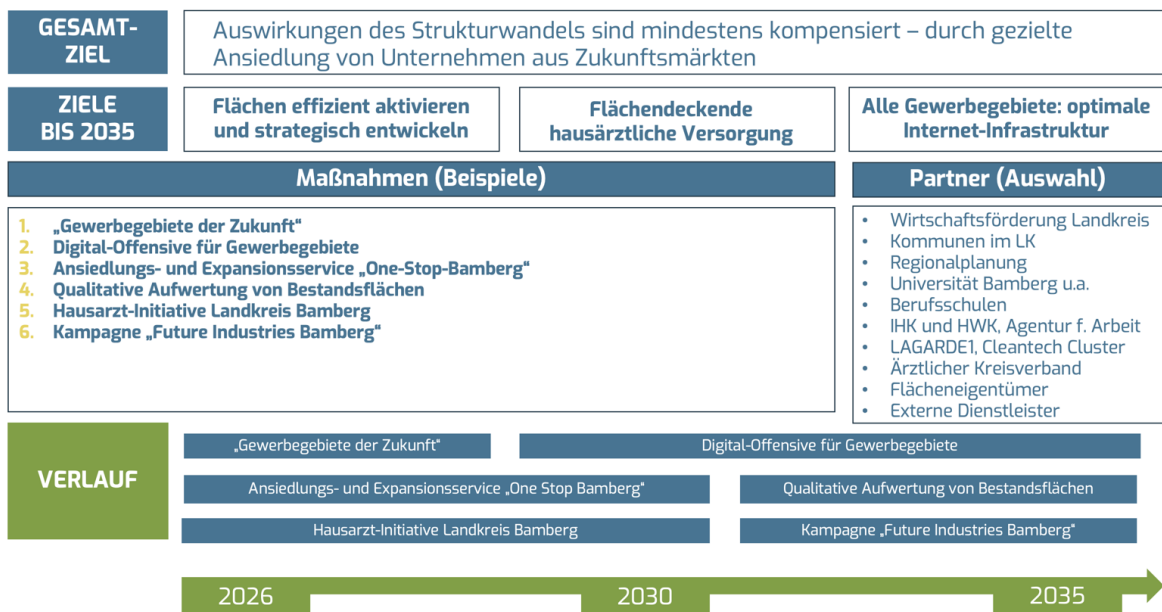 GESAMT-
ZIEL
Auswirkungen des Strukturwandels sind mindestens kompensiert – durch gezielte
Ansiedlung von Unternehmen aus Zukunftsmärkten
ZIELE
BIS 2035
Flächen effizient aktivieren
und strategisch entwickeln
Flächendeckende
hausärztliche Versorgung
Alle Gewerbegebiete: optimale
Internet-Infrastruktur
Maßnahmen (Beispiele)
1. „Gewerbegebiete der Zukunft“
2. Digital-Offensive für Gewerbegebiete
3. Ansiedlungs- und Expansionsservice „One-Stop-Bamberg“
4. Qualitative Aufwertung von Bestandsflächen
5. Hausarzt-Initiative Landkreis Bamberg
6. Kampagne „Future Industries Bamberg“
Partner (Auswahl)
• Wirtschaftsförderung Landkreis
• Kommunen im LK
• Regionalplanung
• Universität Bamberg u.a.
• Berufsschulen
• IHK und HWK, Agentur f. Arbeit
• LAGARDE1, Cleantech Cluster
• Ärztlicher Kreisverband
• Flächeneigentümer
• Externe Dienstleister
VERLAUF
„Gewerbegebiete der Zukunft“
Digital-Offensive für Gewerbegebiete
Ansiedlungs- und Expansionsservice „One Stop Bamberg“
Qualitative Aufwertung von Bestandsflächen
Hausarzt-Initiative Landkreis Bamberg
Kampagne „Future Industries Bamberg“
2026
2030
2035